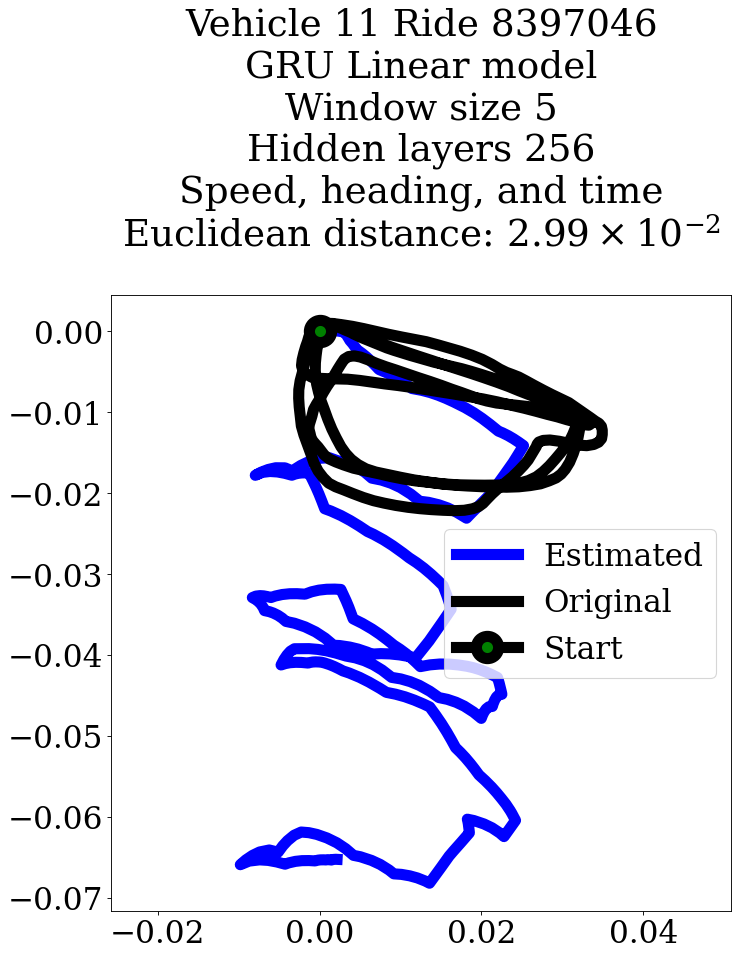 Vehicle 11 Ride 8397046
GRU Linear model
Window size 5
Hidden layers 256
Speed, heading, and time
Euclidean distance: 2.99 × 10⁻²
0.00
−0.01
−0.02
−0.03
−0.04
−0.05
−0.06
−0.07
Estimated
Original
Start
−0.02 0.00 0.02 0.04